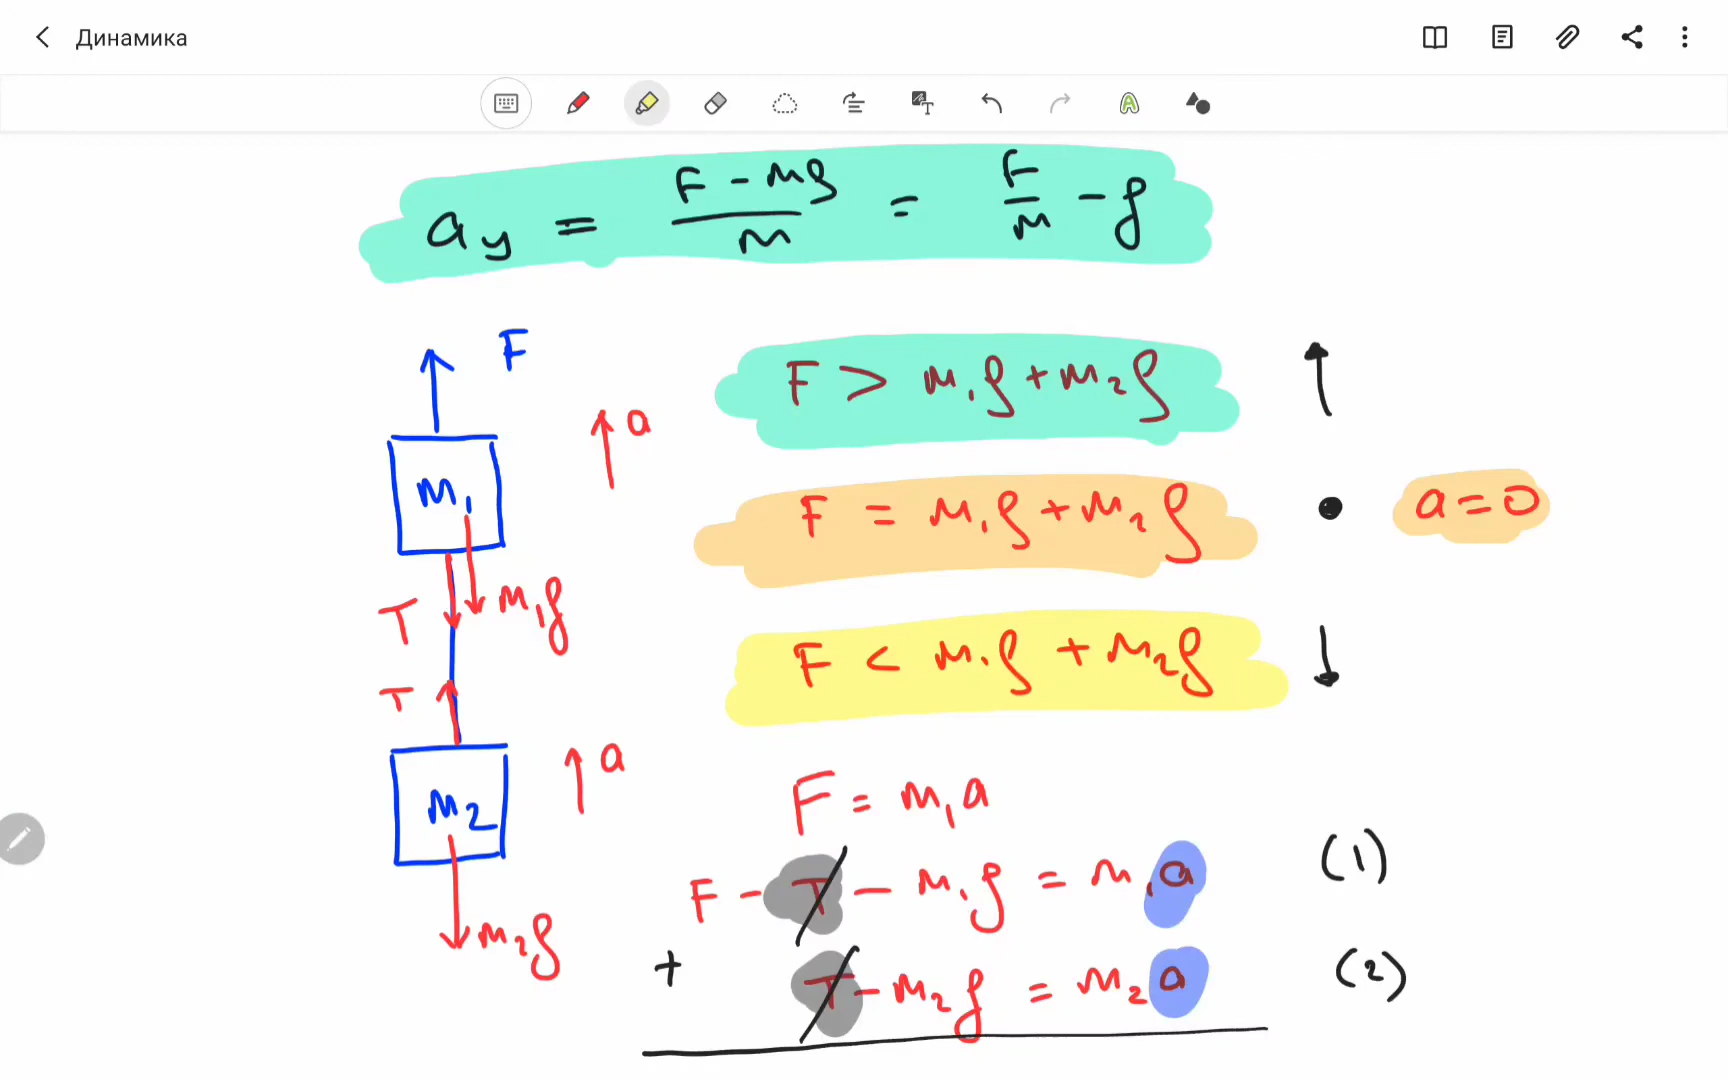 Динамика
a_y = (F - mg)/m = F/m - g
F
F > m₁g + m₂g
a
m₁
F = m₁g + m₂g
a = 0
T
m₁g
F < m₁g + m₂g
T
a
m₂
F = m₁a
F - T - m₁g = m₁a (1)
m₂g
+ T - m₂g = m₂a (2)